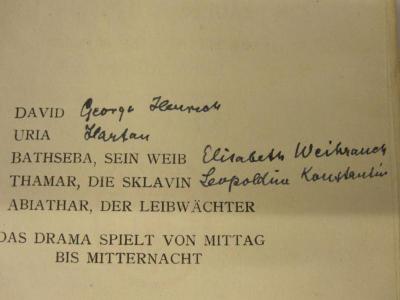 DAVID George Henrich
URIA Hartau
BATHSEBA, SEIN WEIB Elisabeth Weihrauch
THAMAR, DIE SKLAVIN Leopoldine Konstantin
ABIATHAR, DER LEIBWÄCHTER
DAS DRAMA SPIELT VON MITTAG
BIS MITTERNACHT